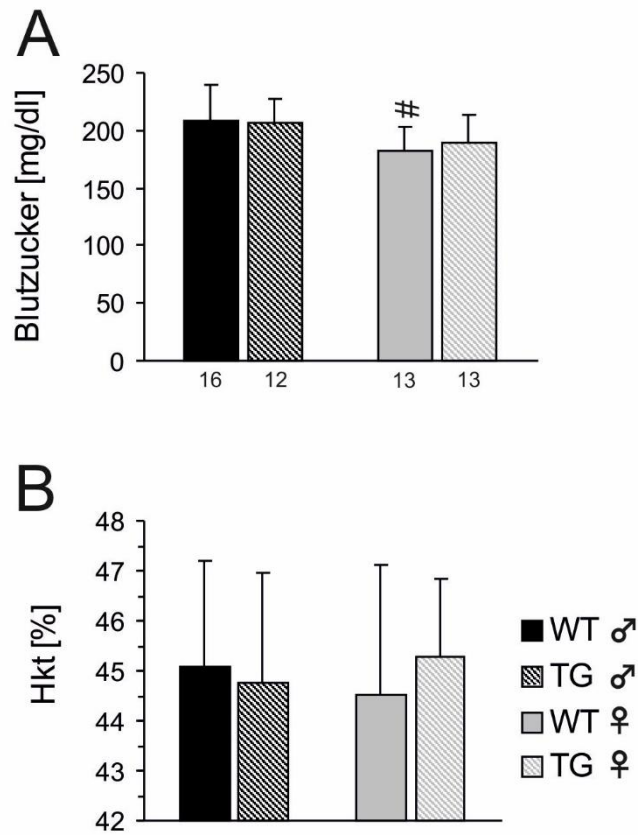 A
Blutzucker [mg/dl]
250
200
150
100
50
0
#
16 12 13 13
B
Hkt [%]
48
47
46
45
44
43
42
WT ♂
TG ♂
WT ♀
TG ♀